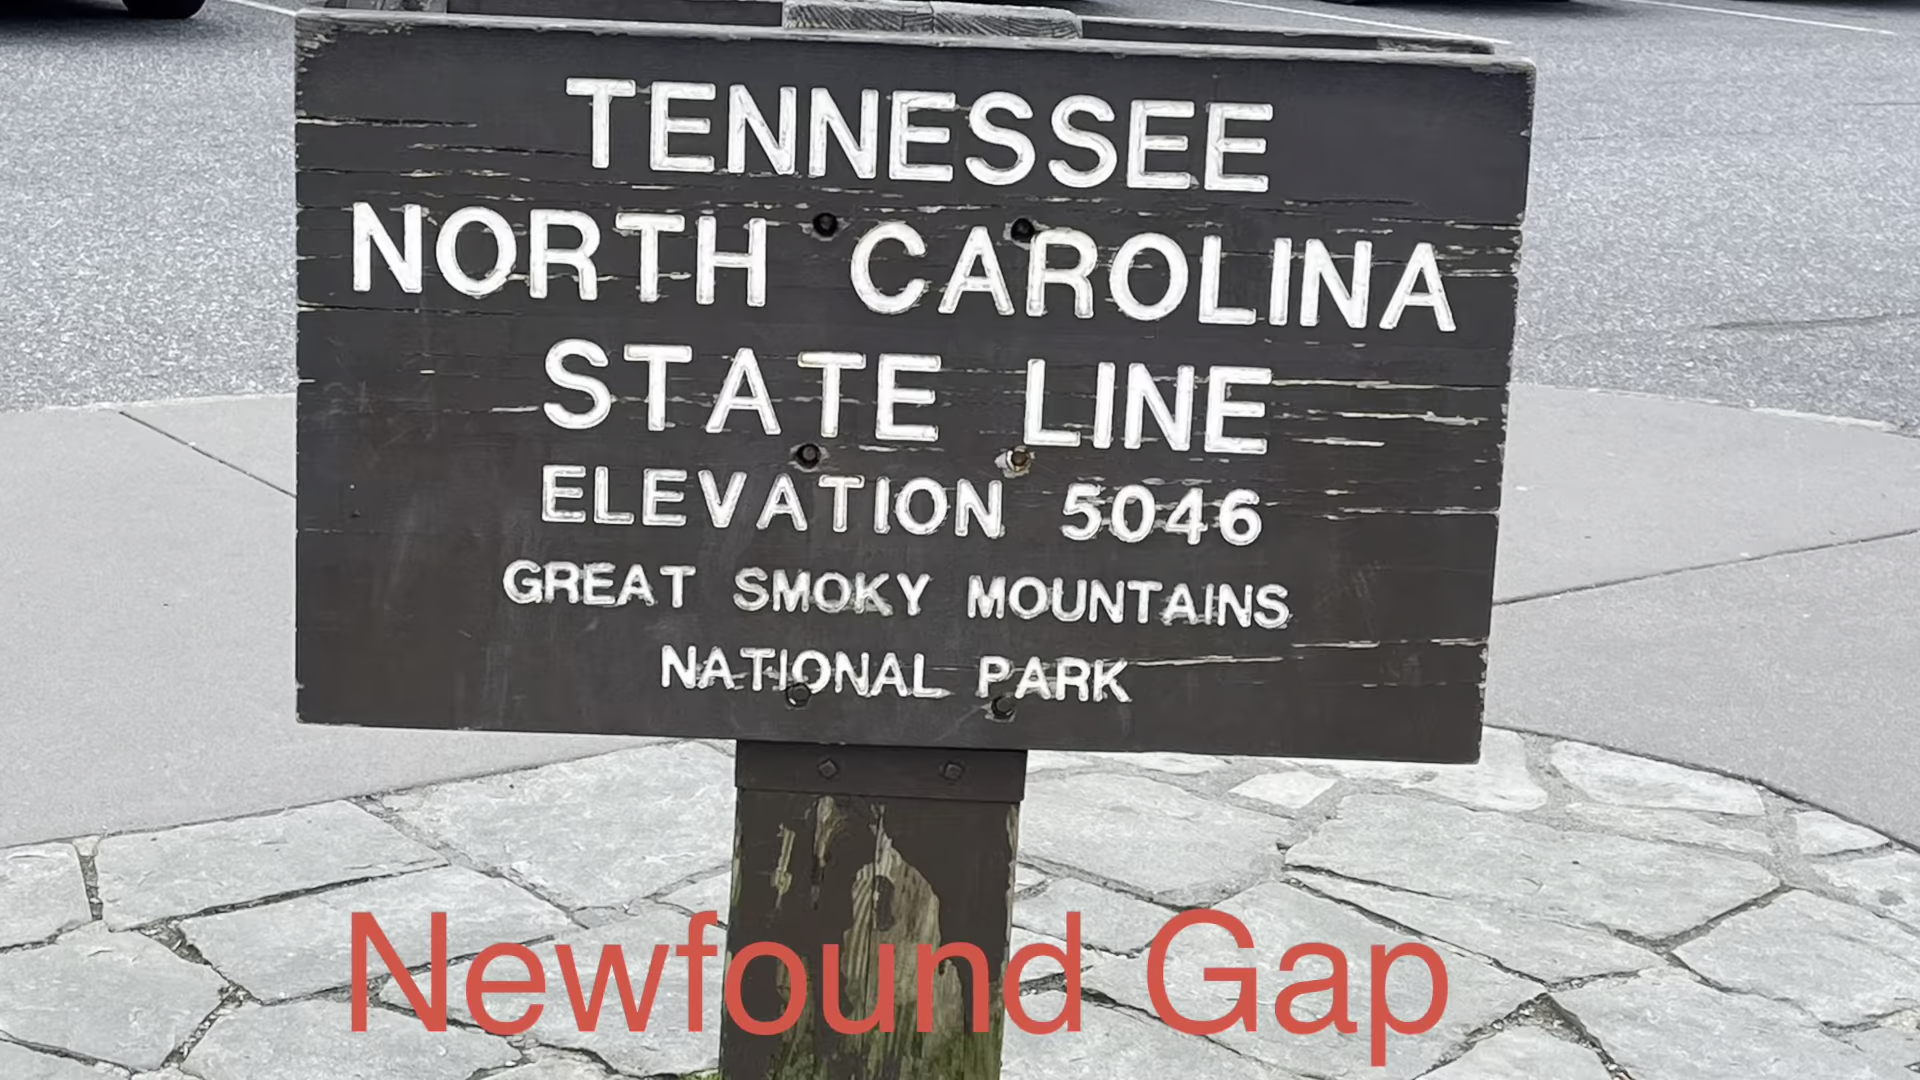 TENNESSEE
NORTH CAROLINA
STATE LINE
ELEVATION 5046
GREAT SMOKY MOUNTAINS
NATIONAL PARK
Newfound Gap